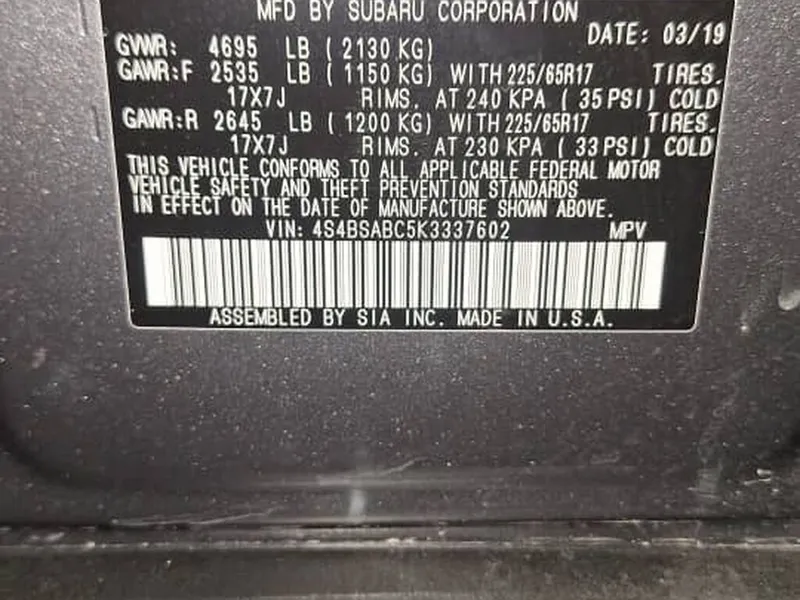 MFD BY SUBARU CORPORATION
DATE: 03/19
GVWR: 4695 LB ( 2130 KG)
GAWR:F 2535 LB ( 1150 KG) WITH 225/65R17 TIRES.
17X7J RIMS. AT 240 KPA ( 35 PSI) COLD
GAWR:R 2645 LB ( 1200 KG) WITH 225/65R17 TIRES.
17X7J RIMS. AT 230 KPA ( 33 PSI) COLD
THIS VEHICLE CONFORMS TO ALL APPLICABLE FEDERAL MOTOR
VEHICLE SAFETY AND THEFT PREVENTION STANDARDS
IN EFFECT ON THE DATE OF MANUFACTURE SHOWN ABOVE.
VIN: 4S4BSABC5K3337602 MPV
ASSEMBLED BY SIA INC. MADE IN U.S.A.